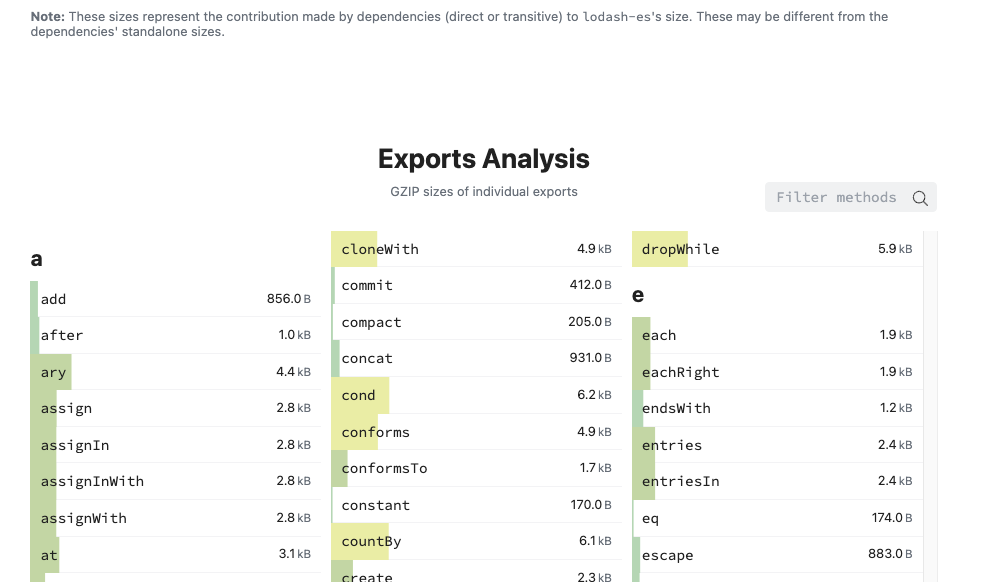 Note: These sizes represent the contribution made by dependencies (direct or transitive) to lodash-es's size. These may be different from the
dependencies' standalone sizes.
Exports Analysis
GZIP sizes of individual exports
Filter methods
a
add 856.0 B
after 1.0 kB
ary 4.4 kB
assign 2.8 kB
assignIn 2.8 kB
assignInWith 2.8 kB
assignWith 2.8 kB
at 3.1 kB
cloneWith 4.9 kB
commit 412.0 B
compact 205.0 B
concat 931.0 B
cond 6.2 kB
conforms 4.9 kB
conformsTo 1.7 kB
constant 170.0 B
countBy 6.1 kB
create 2.3 kB
dropWhile 5.9 kB
e
each 1.9 kB
eachRight 1.9 kB
endsWith 1.2 kB
entries 2.4 kB
entriesIn 2.4 kB
eq 174.0 B
escape 883.0 B